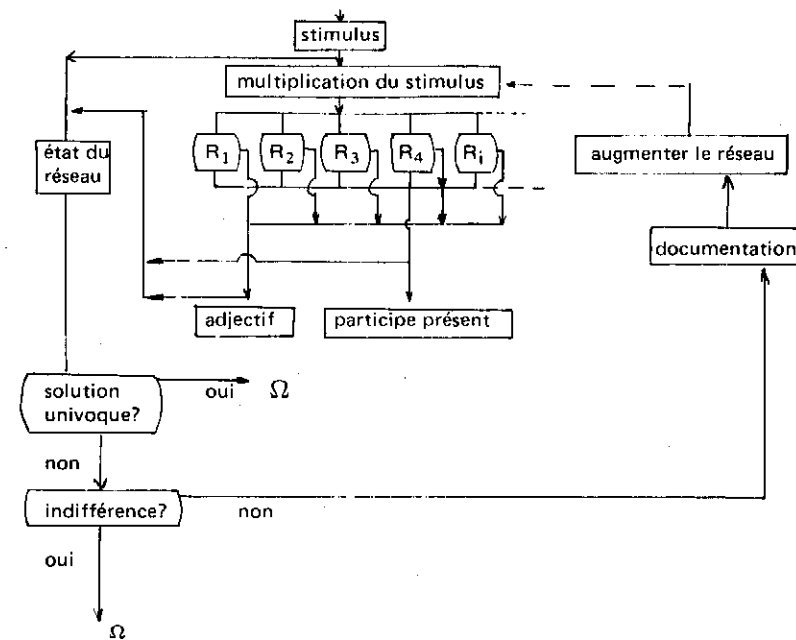 stimulus
multiplication du stimulus
R1 R2 R3 R4 Ri
état du
réseau
augmenter le réseau
documentation
adjectif
participe présent
solution
univoque?
oui Ω
non
indifférence?
non
oui
Ω